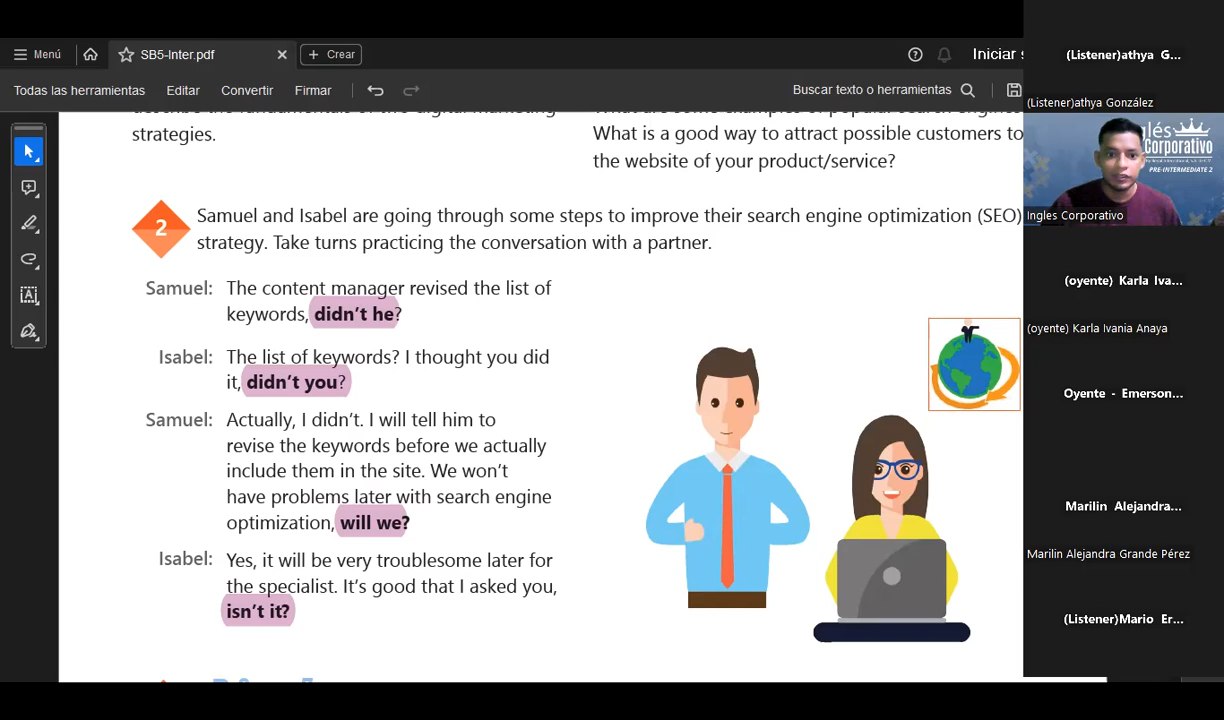 Menú
SB5-Inter.pdf
Crear
Iniciar s
(Listener)athya G...
Todas las herramientas
Editar
Convertir
Firmar
Buscar texto o herramientas
(Listener)athya González
strategies.
What is a good way to attract possible customers to
the website of your product/service?
glés
Corporativo
PRE-INTERMEDIATE 2
Ingles Corporativo
2
Samuel and Isabel are going through some steps to improve their search engine optimization (SEO)
strategy. Take turns practicing the conversation with a partner.
Samuel: The content manager revised the list of
keywords, didn't he?
Isabel: The list of keywords? I thought you did
it, didn't you?
Samuel: Actually, I didn't. I will tell him to
revise the keywords before we actually
include them in the site. We won't
have problems later with search engine
optimization, will we?
Isabel: Yes, it will be very troublesome later for
the specialist. It's good that I asked you,
isn't it?
(oyente) Karla Iva...
(oyente) Karla Ivania Anaya
Oyente - Emerson...
Marilin Alejandra...
Marilin Alejandra Grande Pérez
(Listener)Mario Er...